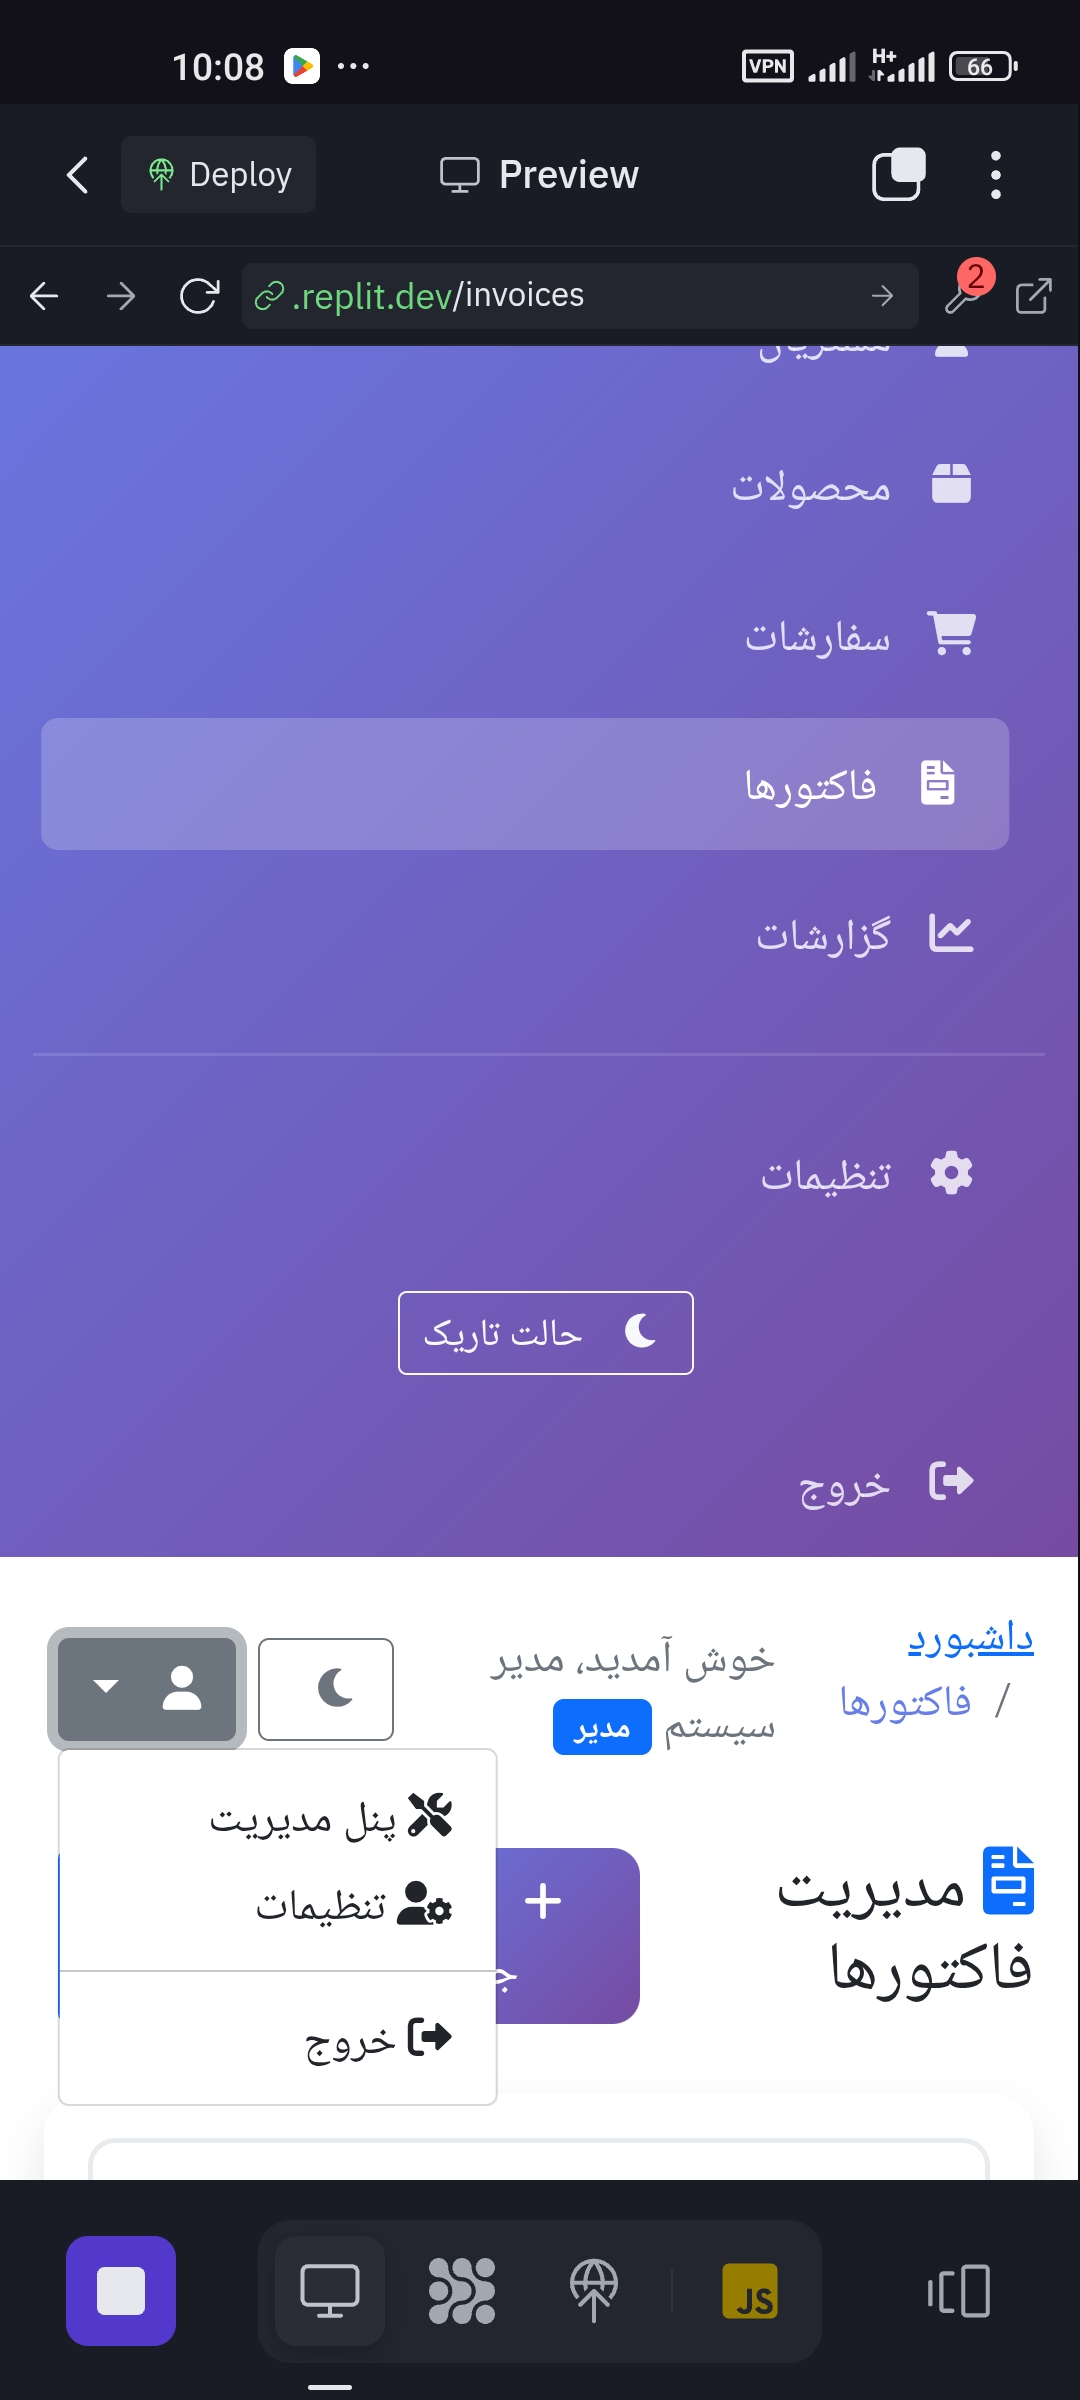 10:08
VPN
H+
66
Deploy
Preview
.replit.dev/invoices
2
مشتریان
محصولات
سفارشات
فاکتورها
گزارشات
تنظیمات
حالت تاریک
خروج
داشبورد
/ فاکتورها
خوش آمدید، مدیر
سیستم مدیر
پنل مدیریت
تنظیمات
خروج
مدیریت
فاکتورها
JS